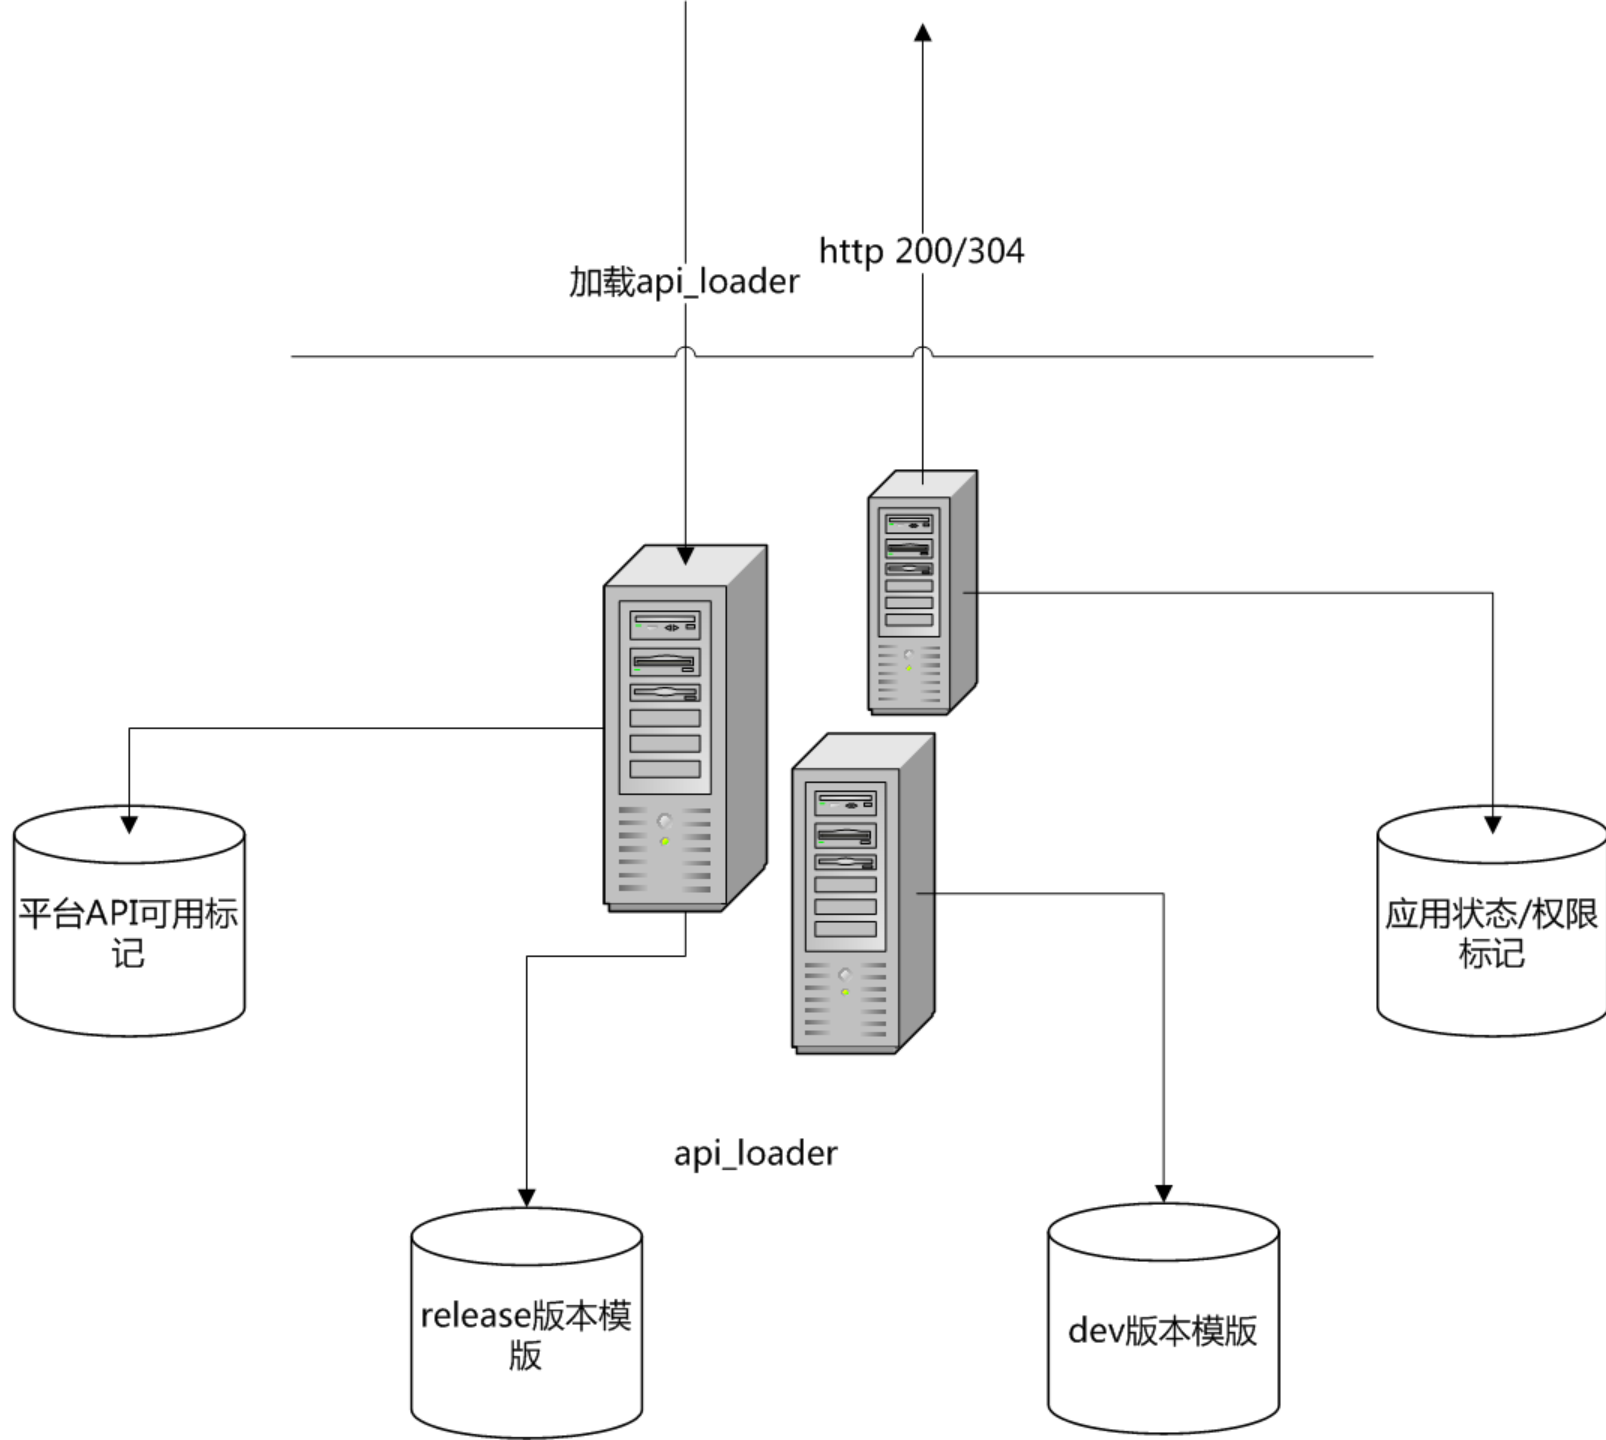 http 200/304
加载api_loader
平台API可用标
记
应用状态/权限
标记
api_loader
release版本模
版
dev版本模版